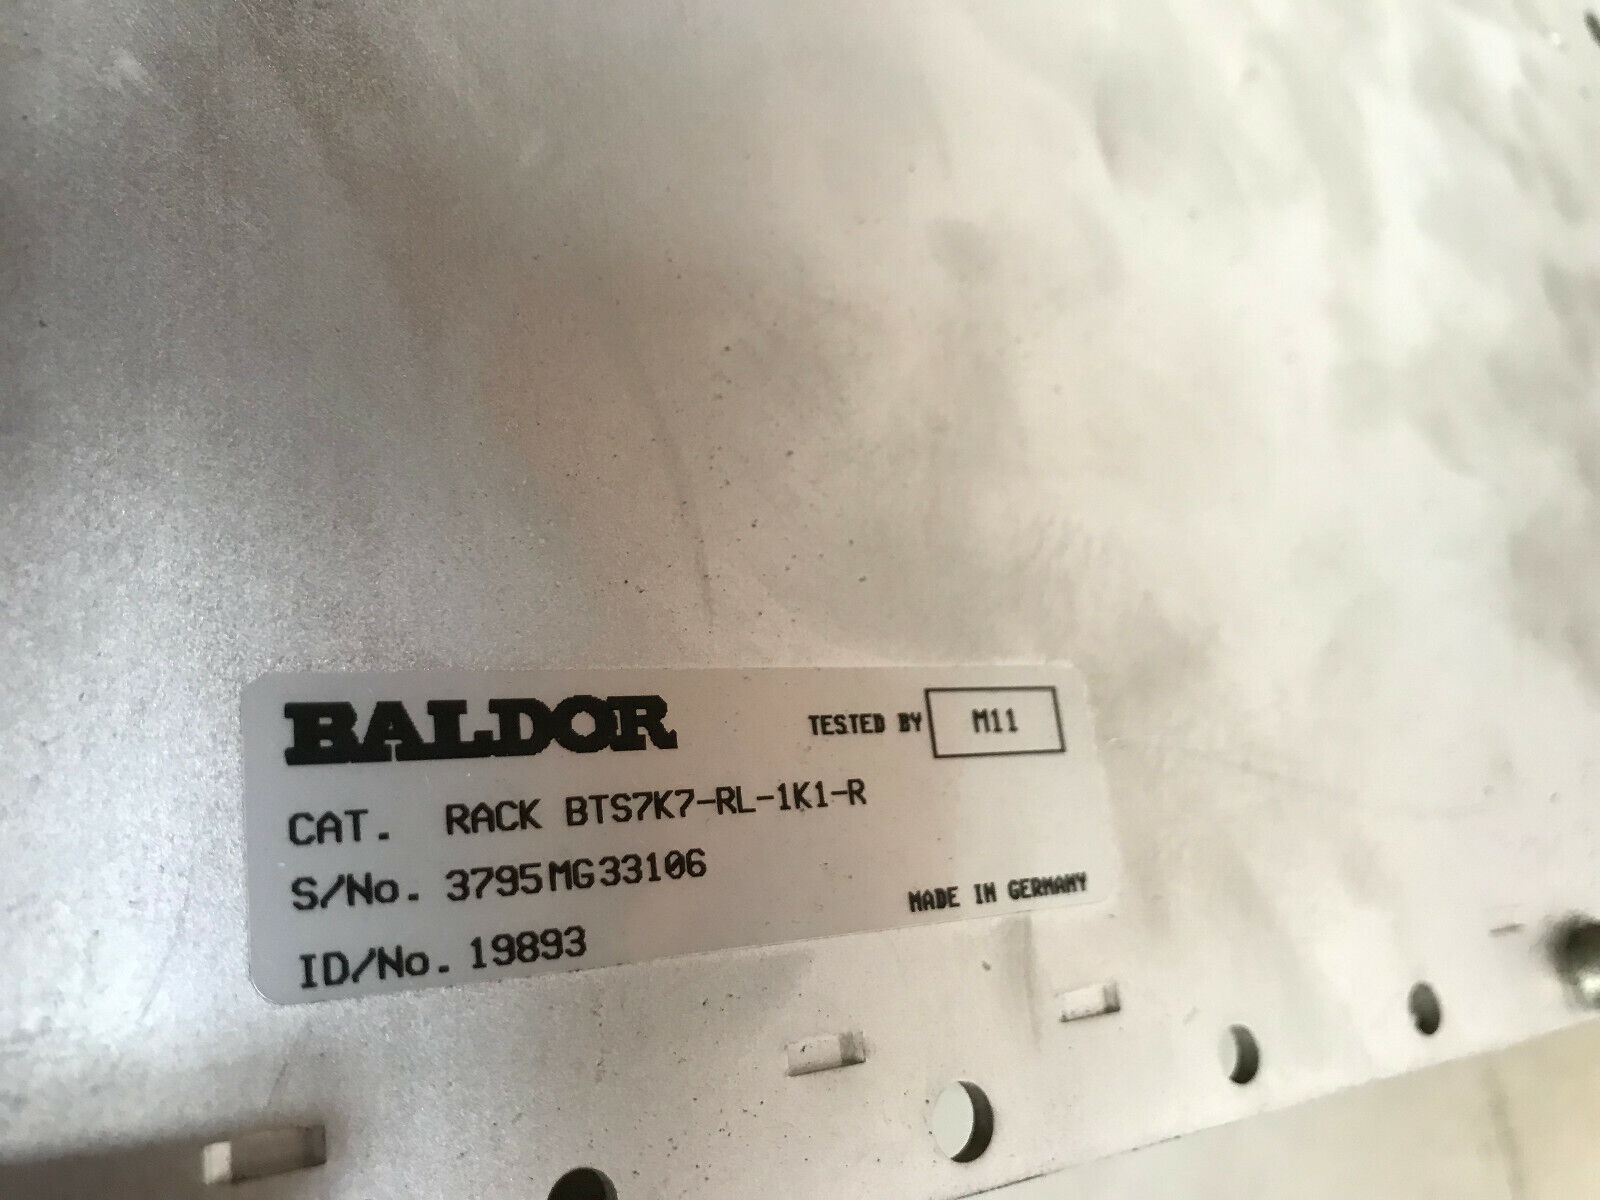 BALDOR TESTED BY M11
CAT. RACK BTS7K7-RL-1K1-R
S/No. 3795MG33106
MADE IN GERMANY
ID/No. 19893